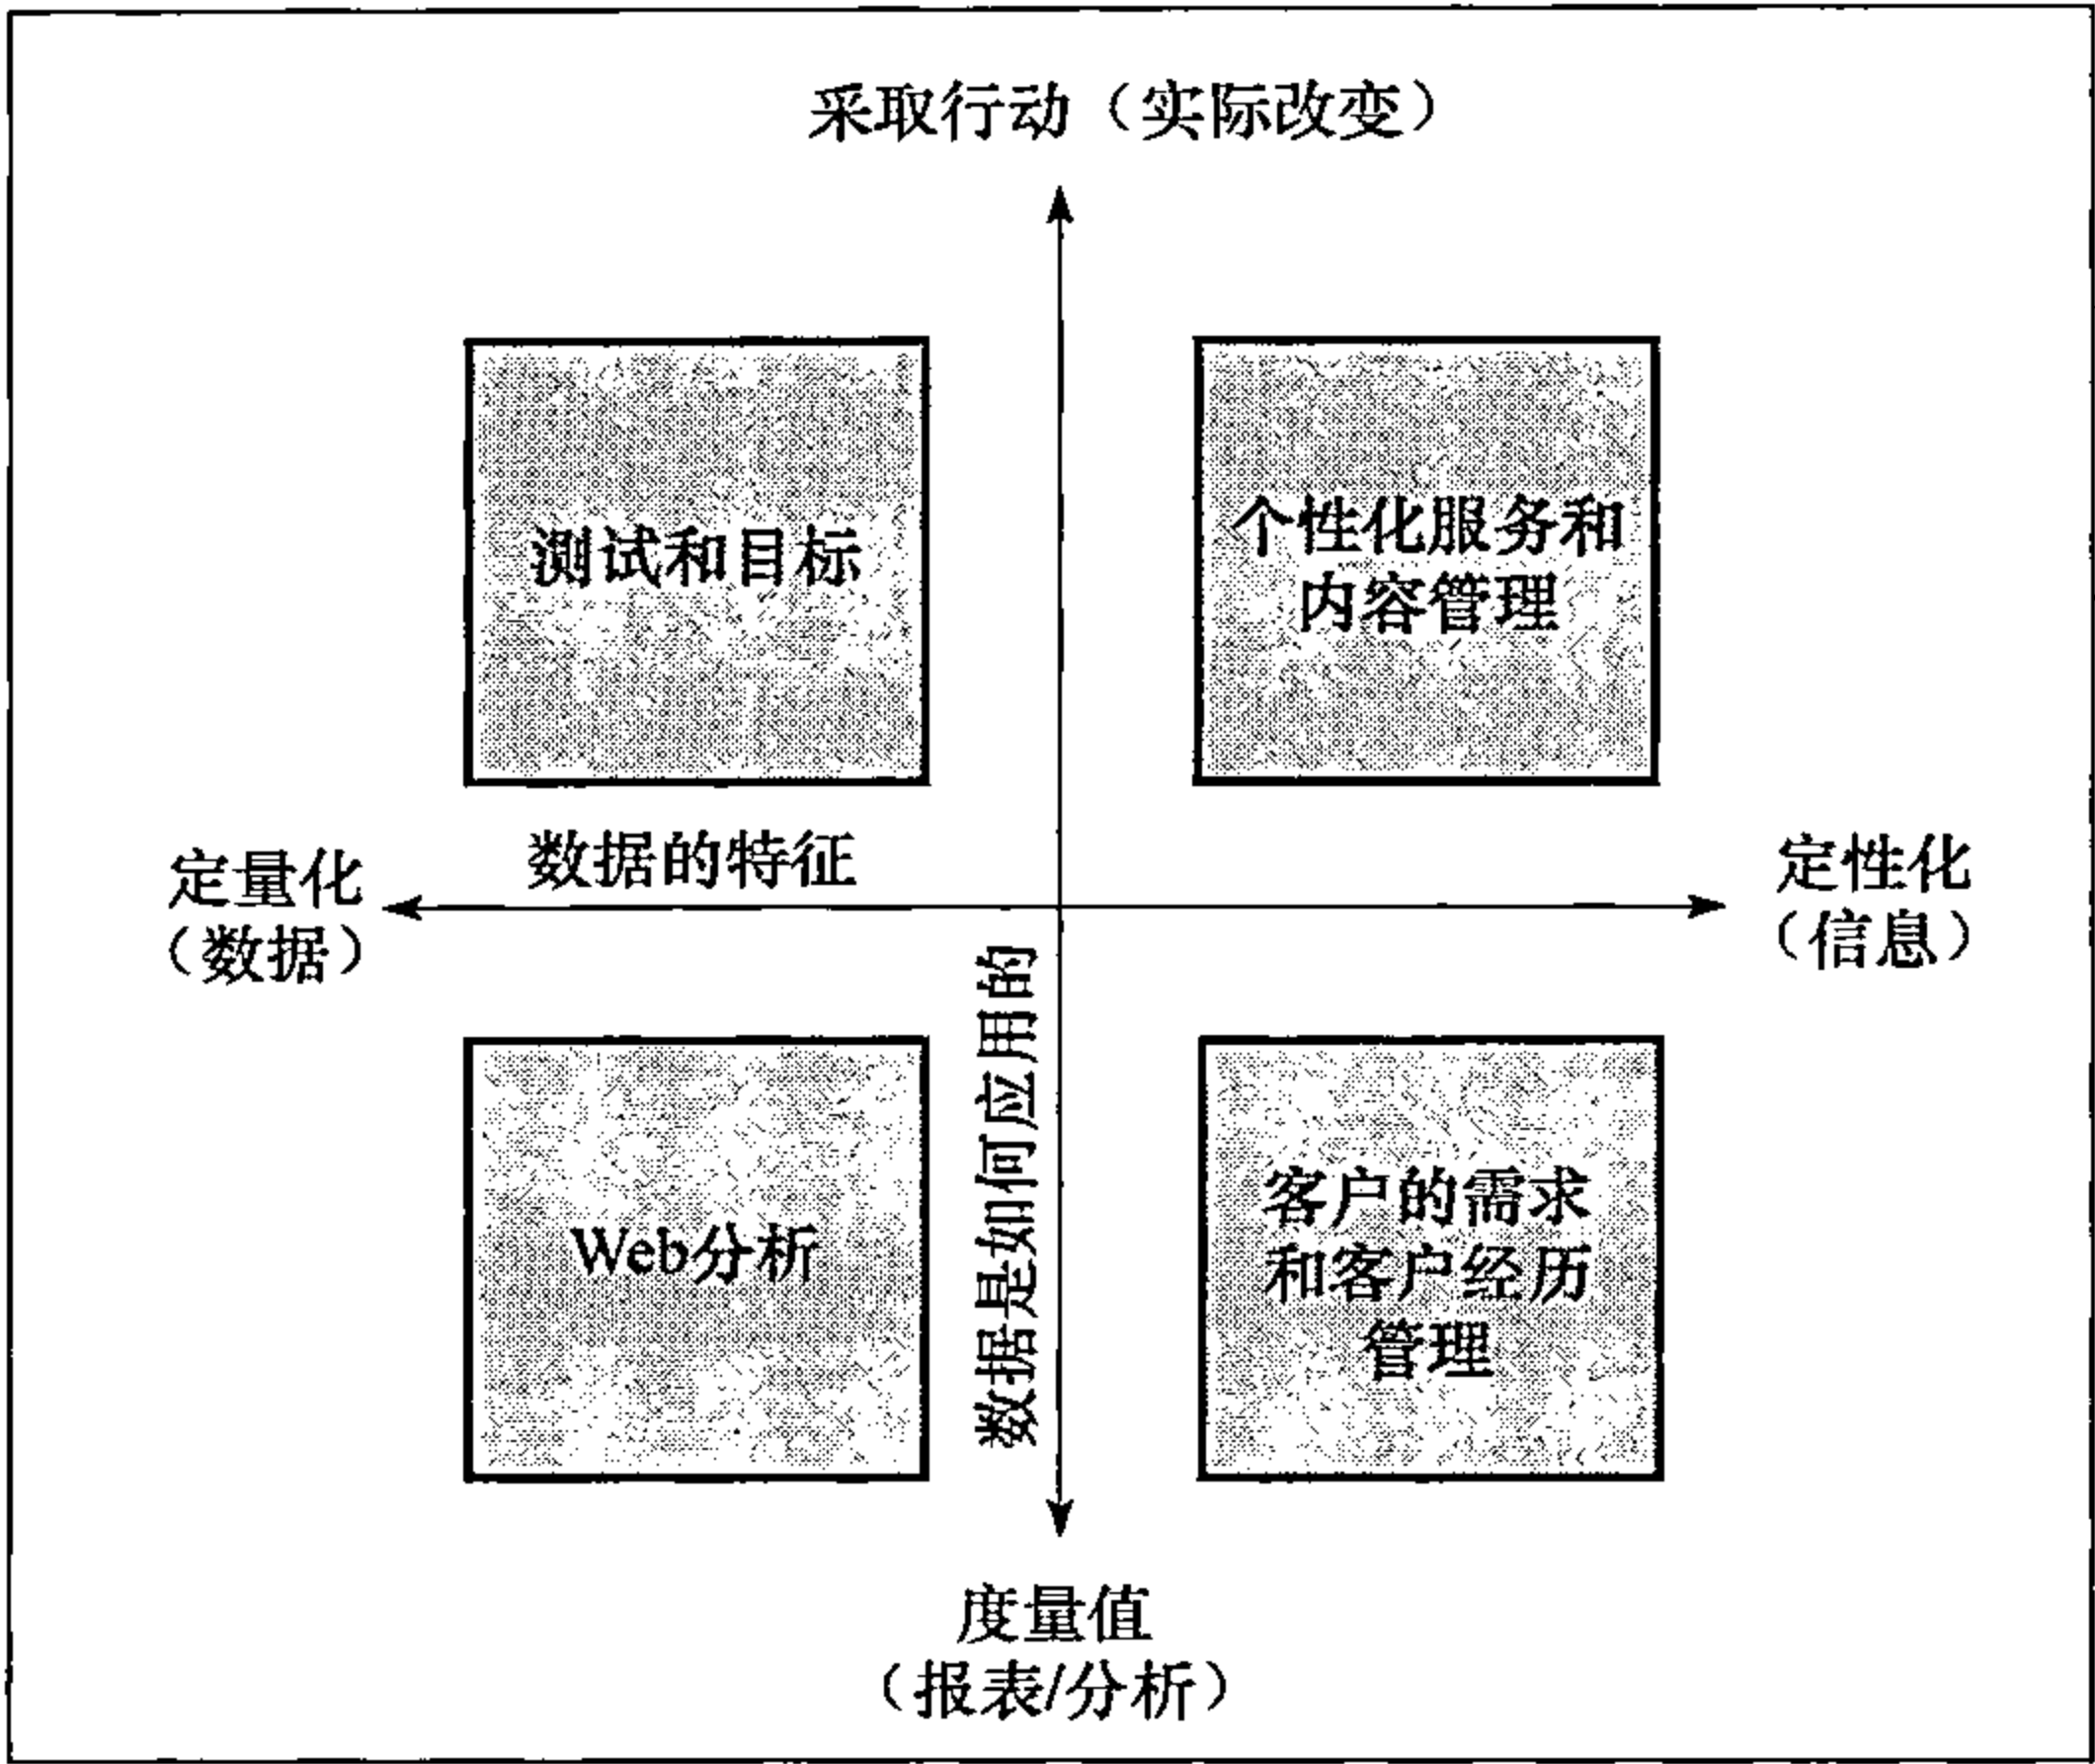 采取行动（实际改变）
测试和目标
个性化服务和
内容管理
数据的特征
定量化
（数据）
定性化
（信息）
数据是如何应用的
Web分析
客户的需求
和客户经历
管理
度量值
（报表/分析）